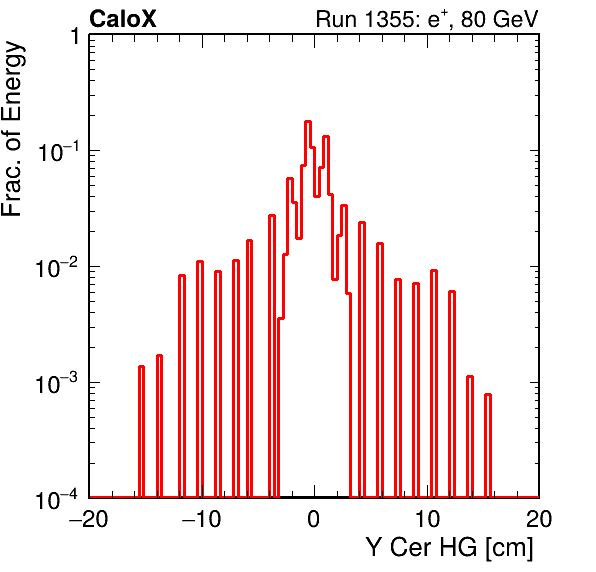 CaloX Run 1355: e⁺, 80 GeV
Frac. of Energy
1
10⁻¹
10⁻²
10⁻³
10⁻⁴
−20 −10 0 10 20
Y Cer HG [cm]